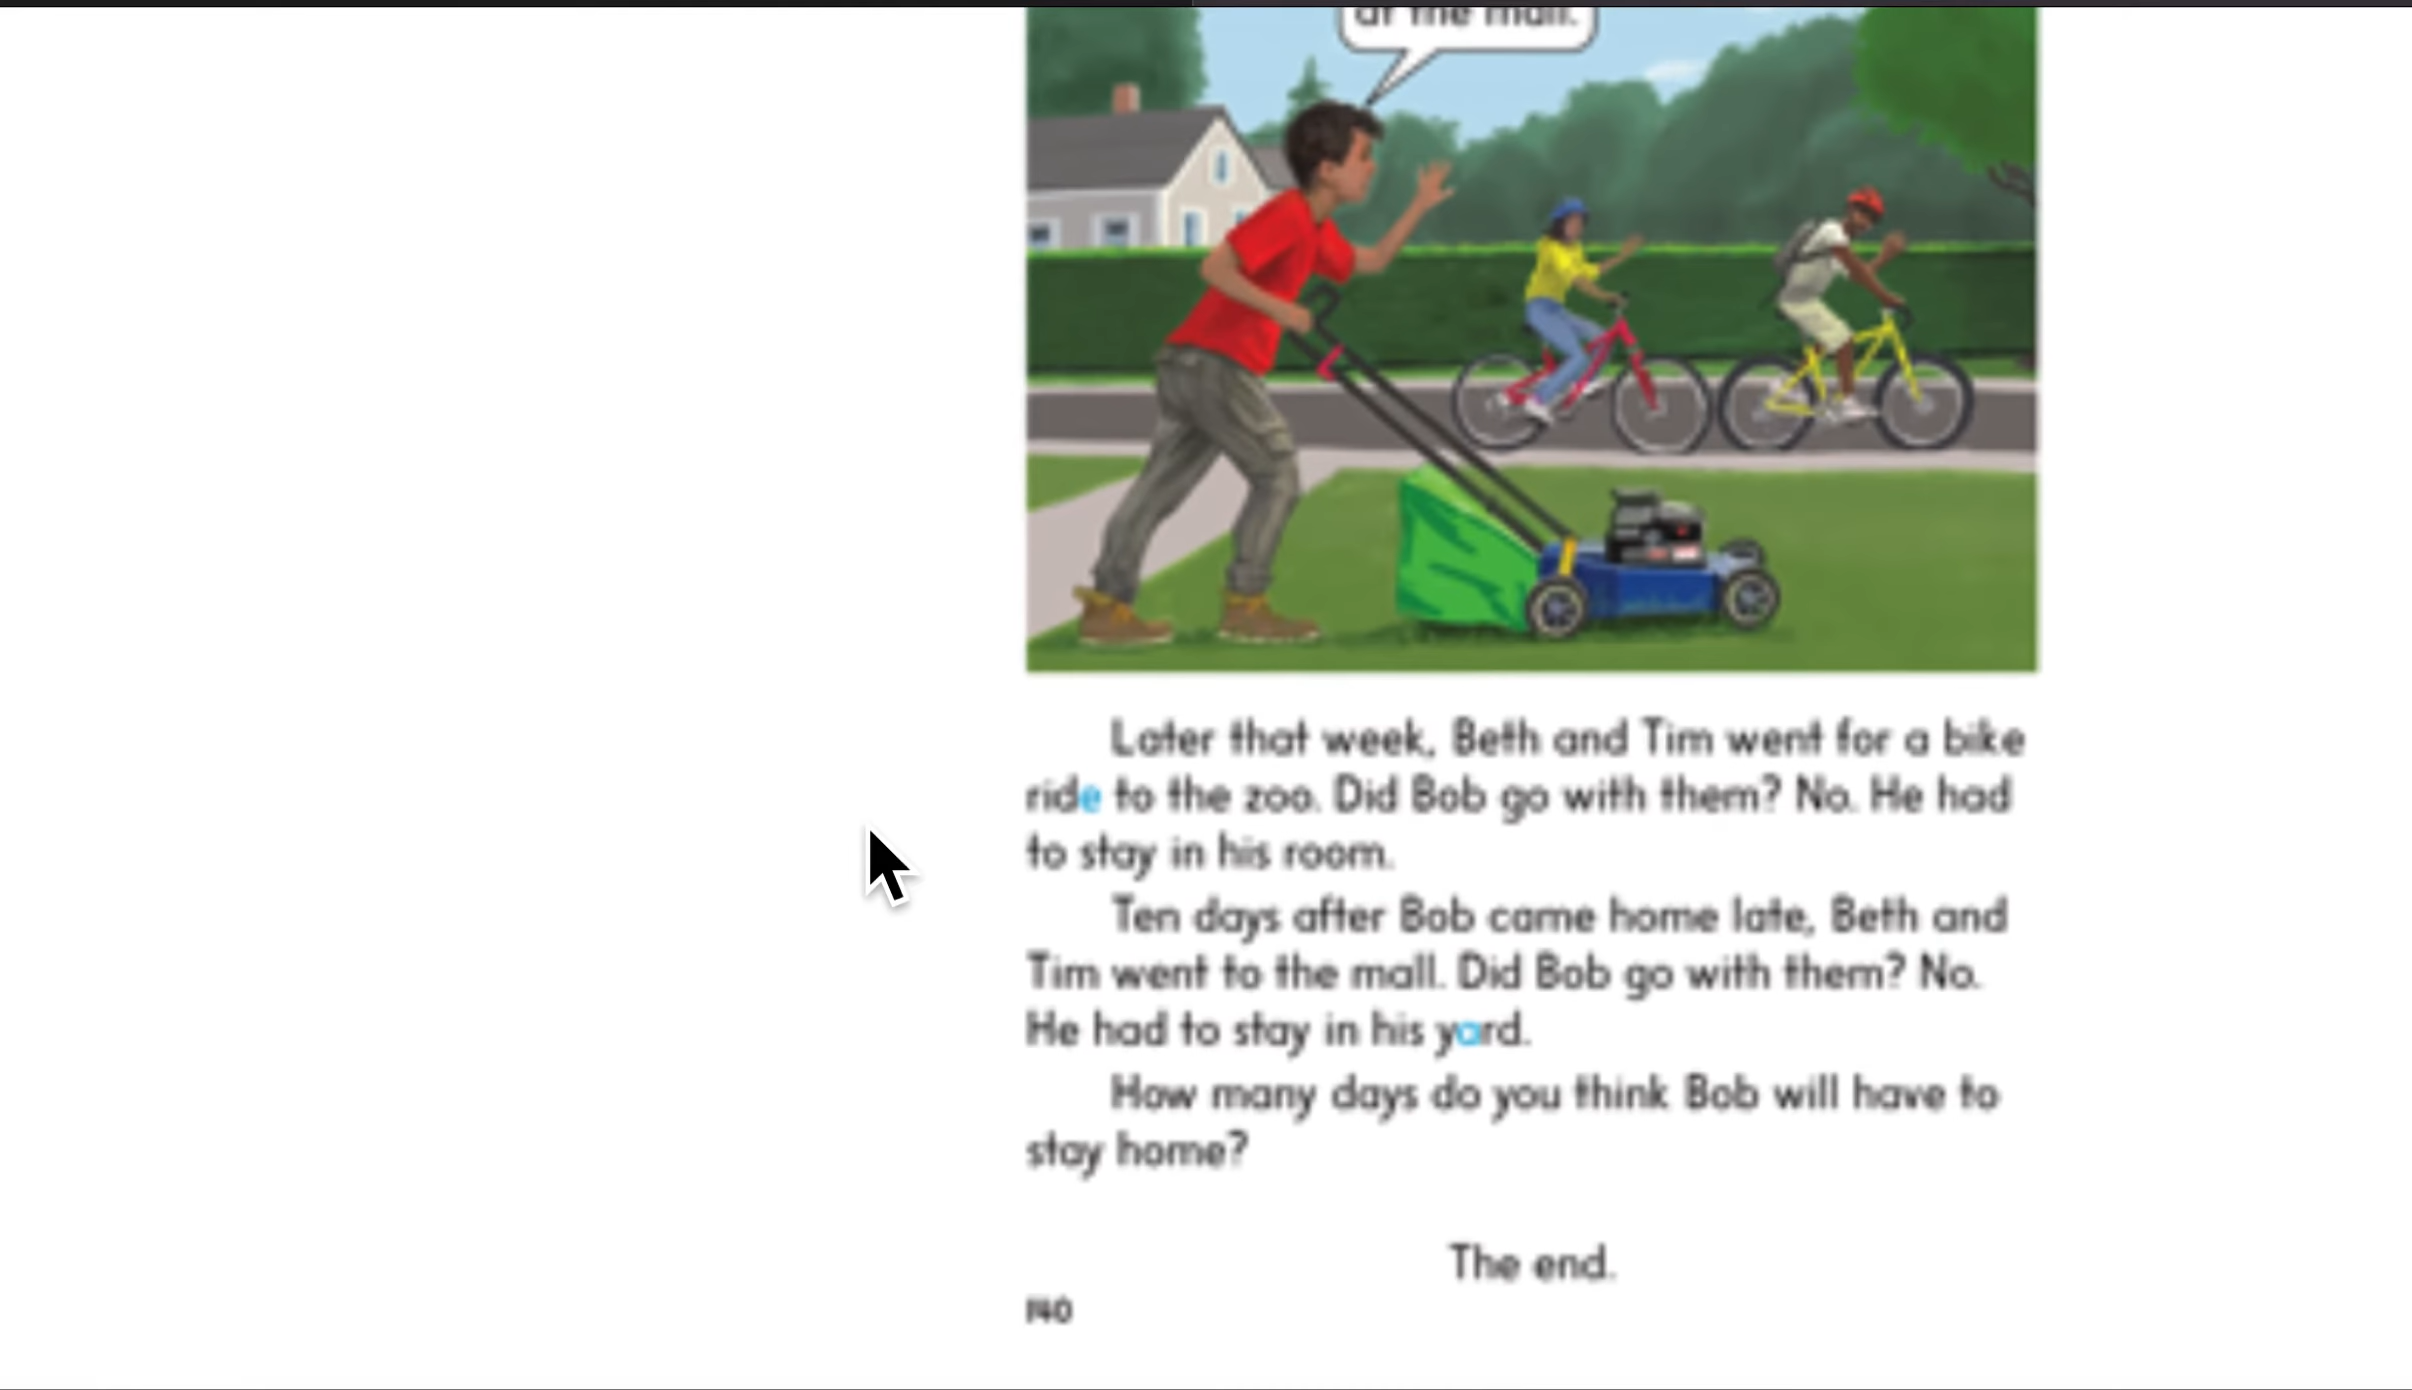 at the mall.
Later that week, Beth and Tim went for a bike
ride to the zoo. Did Bob go with them? No. He had
to stay in his room.
Ten days after Bob came home late, Beth and
Tim went to the mall. Did Bob go with them? No.
He had to stay in his yard.
How many days do you think Bob will have to
stay home?
The end.
140